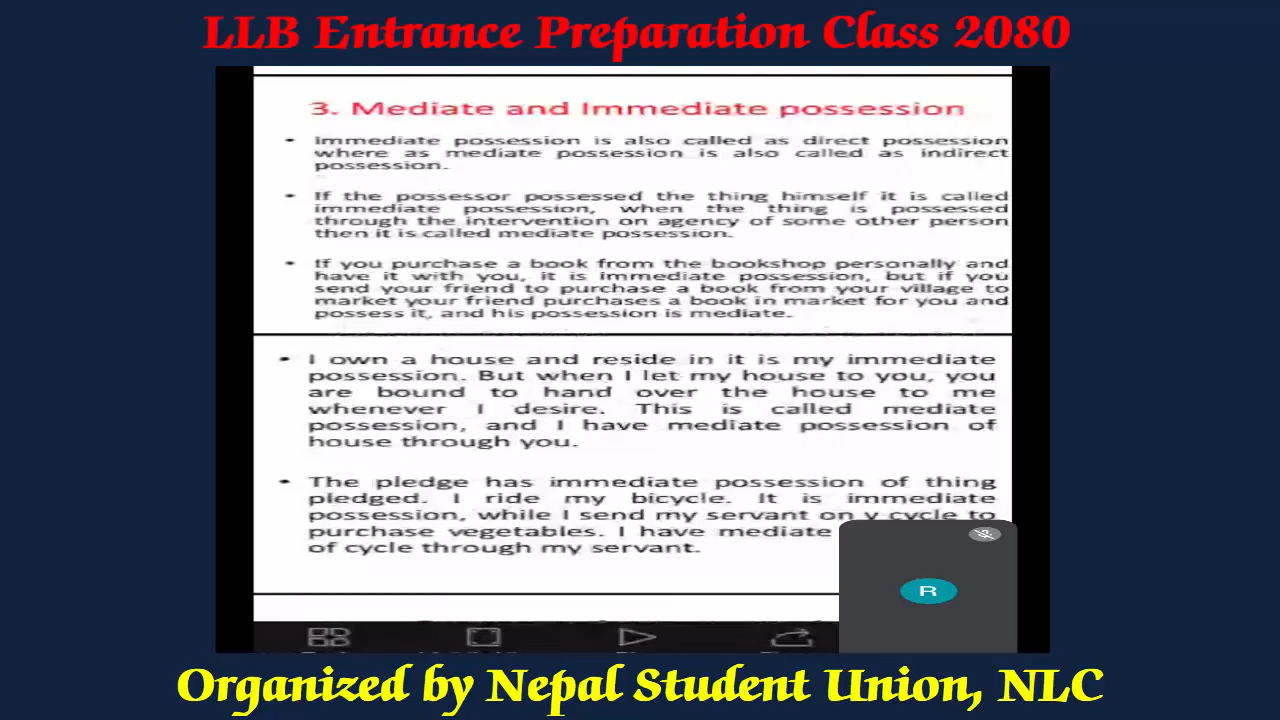 LLB Entrance Preparation Class 2080
3. Mediate and Immediate possession
• Immediate possession is also called as direct possession
where as mediate possession is also called as indirect
possession.
• If the possessor possessed the thing himself it is called
immediate possession, when the thing is possessed
through the intervention on agency of some other person
then it is called mediate possession.
• If you purchase a book from the bookshop personally and
have it with you, it is immediate possession, but if you
send your friend to purchase a book from your village to
market your friend purchases a book in market for you and
possess it, and his possession is mediate.
• I own a house and reside in it is my immediate
possession. But when I let my house to you, you
are bound to hand over the house to me
whenever I desire. This is called mediate
possession, and I have mediate possession of
house through you.
• The pledge has immediate possession of thing
pledged. I ride my bicycle. It is immediate
possession, while I send my servant on y cycle to
purchase vegetables. I have mediate
of cycle through my servant.
R
Organized by Nepal Student Union, NLC